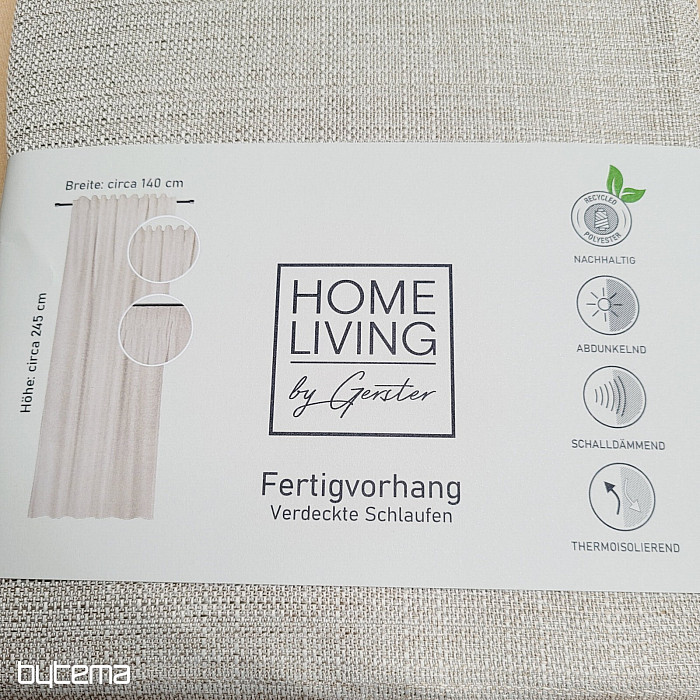 Breite: circa 140 cm
Höhe: circa 245 cm
HOME
LIVING
by Gerster
Fertigvorhang
Verdeckte Schlaufen
RECYCLED
POLYESTER
NACHHALTIG
ABDUNKELND
SCHALLDÄMMEND
THERMOISOLIEREND
bytema